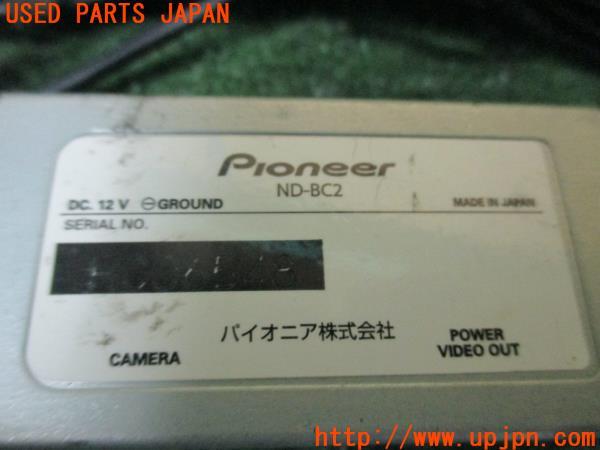 USED PARTS JAPAN
Pioneer
ND-BC2
DC. 12 V ⊖GROUND
MADE IN JAPAN
SERIAL NO.
パイオニア株式会社
CAMERA
POWER
VIDEO OUT
http://www.upjpn.com